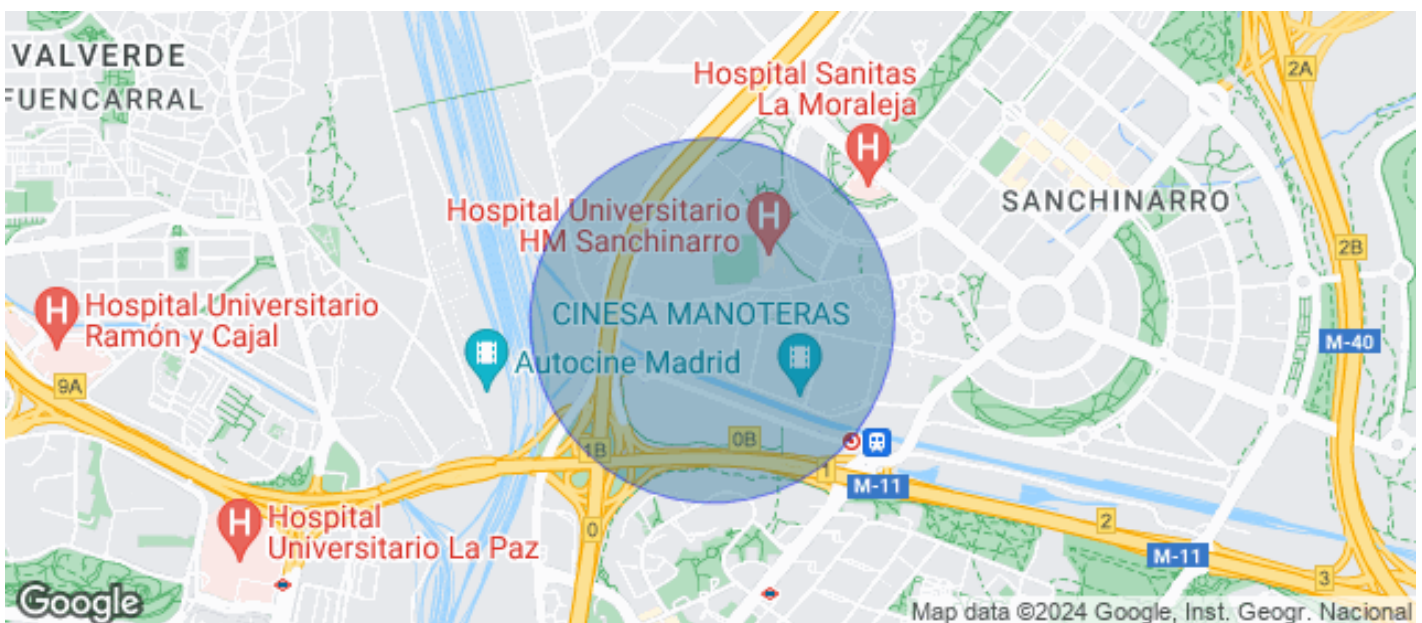 VALVERDE
FUENCARRAL
Hospital Sanitas
La Moraleja
2A
SANCHINARRO
Hospital Universitario
HM Sanchinarro
2B
Hospital Universitario
Ramón y Cajal
CINESA MANOTERAS
Autocine Madrid
M-40
9A
1B
0B
1
M-11
Hospital
Universitario La Paz
0
2
M-11
3
Google
Map data ©2024 Google, Inst. Geogr. Nacional